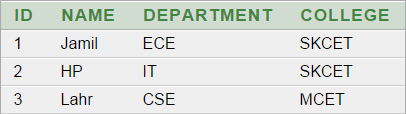 ID NAME DEPARTMENT COLLEGE
1 Jamil ECE SKCET
2 HP IT SKCET
3 Lahr CSE MCET